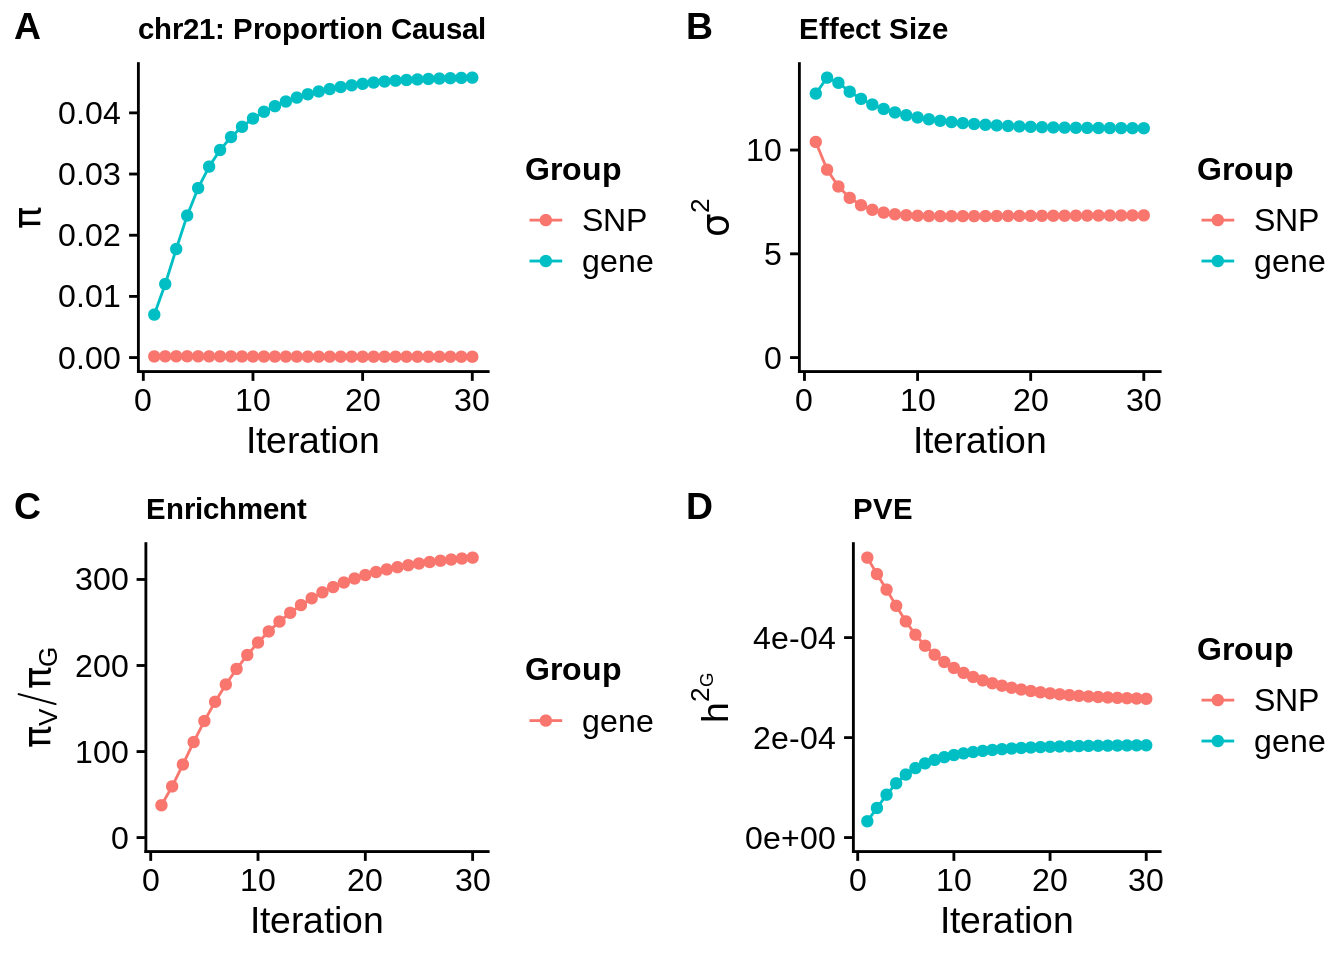 A
chr21: Proportion Causal
π
0.04
0.03
0.02
0.01
0.00
0 10 20 30
Iteration
Group
SNP
gene
B
Effect Size
σ²
10
5
0
0 10 20 30
Iteration
Group
SNP
gene
C
Enrichment
πV/πG
300
200
100
0
0 10 20 30
Iteration
Group
gene
D
PVE
h2G
4e-04
2e-04
0e+00
0 10 20 30
Iteration
Group
SNP
gene